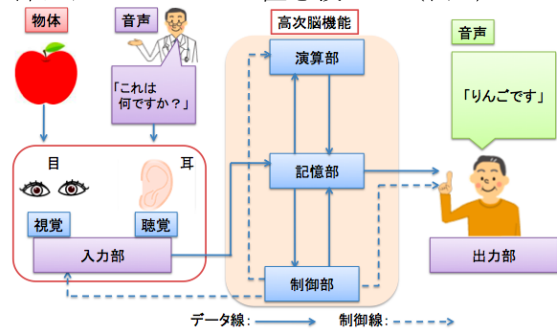 物体
音声
「これは
何ですか？」
目
耳
視覚
聴覚
入力部
高次脳機能
演算部
記憶部
制御部
音声
「りんごです」
出力部
データ線：
制御線：